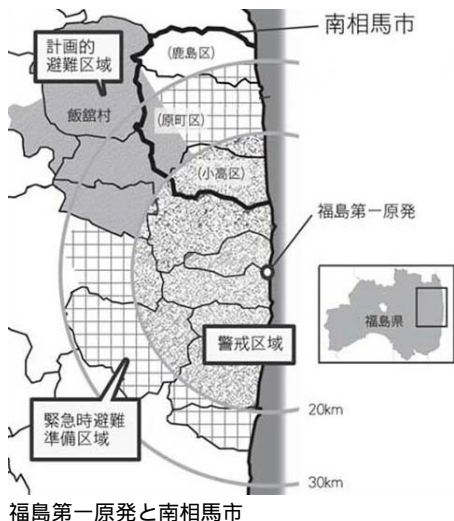 南相馬市
計画的
避難区域
(鹿島区)
飯舘村
(原町区)
(小高区)
福島第一原発
福島県
警戒区域
緊急時避難
準備区域
20km
30km
福島第一原発と南相馬市